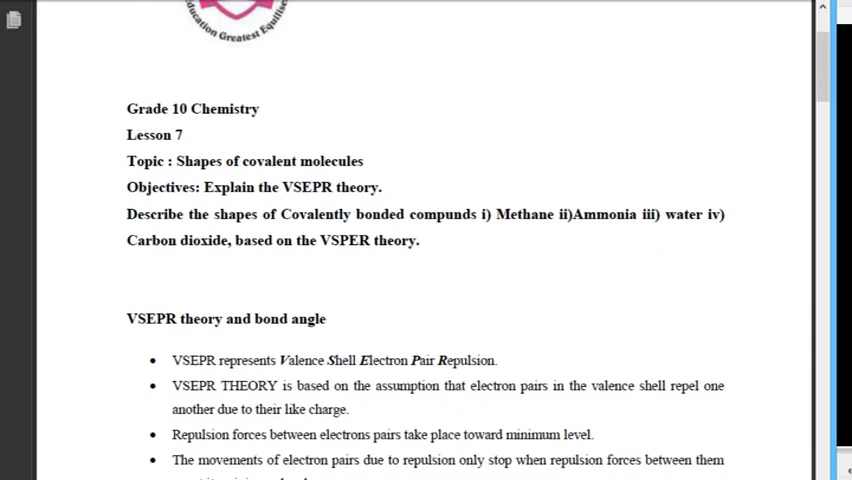 Education Greatest Equilise
Grade 10 Chemistry
Lesson 7
Topic : Shapes of covalent molecules
Objectives: Explain the VSEPR theory.
Describe the shapes of Covalently bonded compunds i) Methane ii)Ammonia iii) water iv)
Carbon dioxide, based on the VSPER theory.
VSEPR theory and bond angle
• VSEPR represents Valence Shell Electron Pair Repulsion.
• VSEPR THEORY is based on the assumption that electron pairs in the valence shell repel one
another due to their like charge.
• Repulsion forces between electrons pairs take place toward minimum level.
• The movements of electron pairs due to repulsion only stop when repulsion forces between them